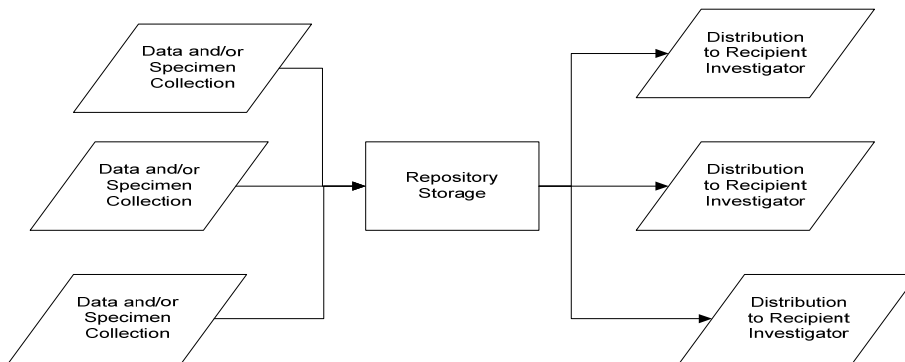 Data and/or
Specimen
Collection
Data and/or
Specimen
Collection
Data and/or
Specimen
Collection
Repository
Storage
Distribution
to Recipient
Investigator
Distribution
to Recipient
Investigator
Distribution
to Recipient
Investigator